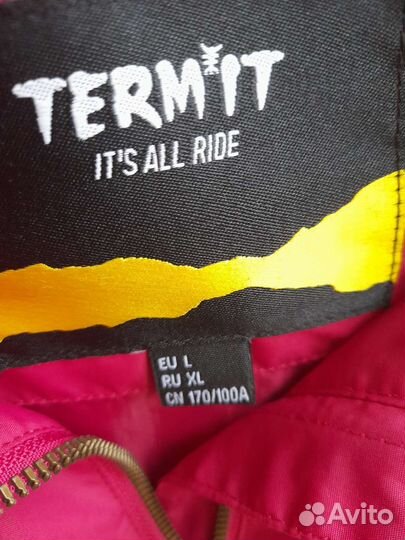 TERMIT
IT'S ALL RIDE
EU L
RU XL
CN 170/100A
Avito